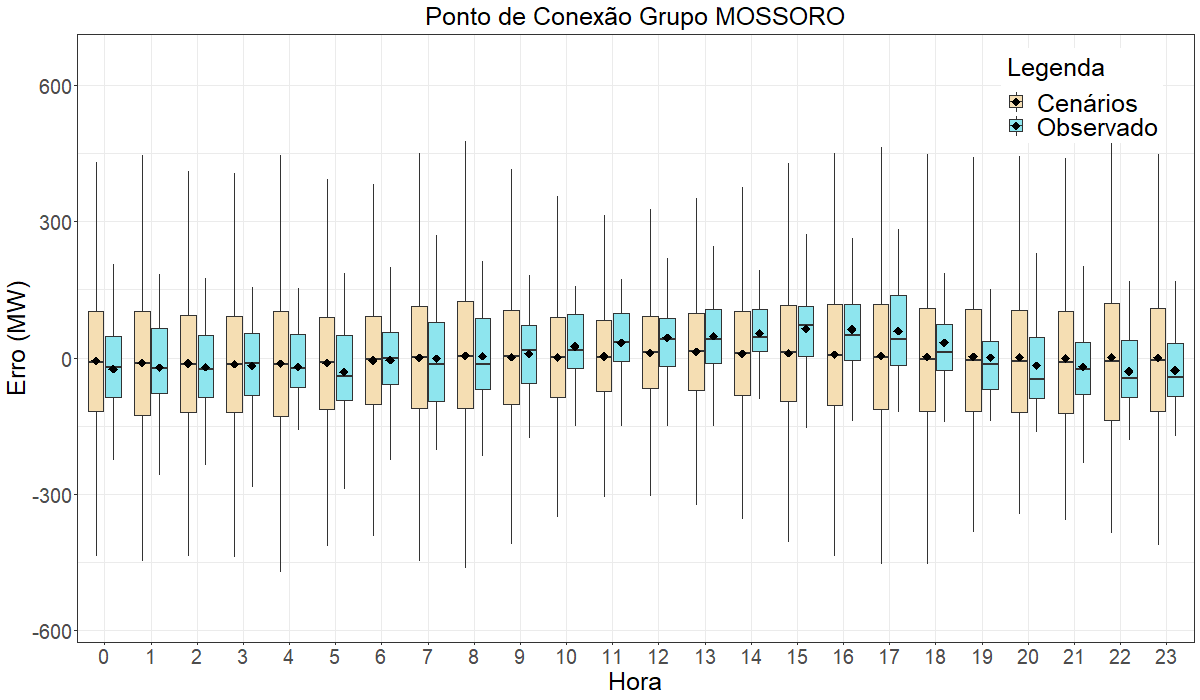 Ponto de Conexão Grupo MOSSORO
Legenda
Cenários
Observado
Erro (MW)
600
300
0
-300
-600
0 1 2 3 4 5 6 7 8 9 10 11 12 13 14 15 16 17 18 19 20 21 22 23
Hora